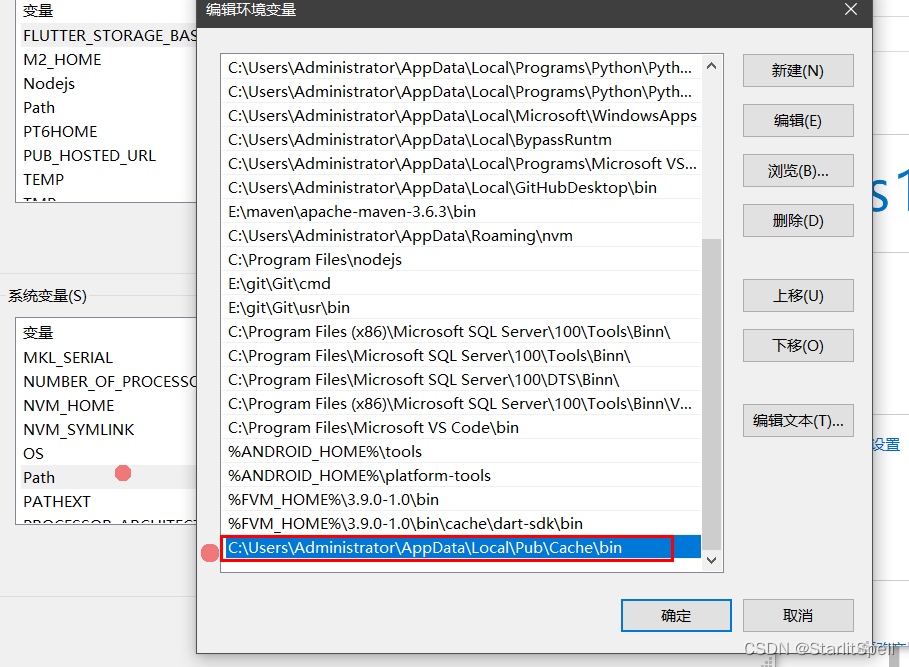 变量
FLUTTER_STORAGE_BAS
M2_HOME
Nodejs
Path
PT6HOME
PUB_HOSTED_URL
TEMP
TMP
系统变量(S)
变量
MKL_SERIAL
NUMBER_OF_PROCESSO
NVM_HOME
NVM_SYMLINK
OS
Path
PATHEXT
PROCESSOR_ARCHITECT
编辑环境变量
C:\Users\Administrator\AppData\Local\Programs\Python\Pyth...
C:\Users\Administrator\AppData\Local\Programs\Python\Pyth...
C:\Users\Administrator\AppData\Local\Microsoft\WindowsApps
C:\Users\Administrator\AppData\Local\BypassRuntm
C:\Users\Administrator\AppData\Local\Programs\Microsoft VS...
C:\Users\Administrator\AppData\Local\GitHubDesktop\bin
E:\maven\apache-maven-3.6.3\bin
C:\Users\Administrator\AppData\Roaming\nvm
C:\Program Files\nodejs
E:\git\Git\cmd
E:\git\Git\usr\bin
C:\Program Files (x86)\Microsoft SQL Server\100\Tools\Binn\
C:\Program Files\Microsoft SQL Server\100\Tools\Binn\
C:\Program Files\Microsoft SQL Server\100\DTS\Binn\
C:\Program Files (x86)\Microsoft SQL Server\100\Tools\Binn\V...
C:\Program Files\Microsoft VS Code\bin
%ANDROID_HOME%\tools
%ANDROID_HOME%\platform-tools
%FVM_HOME%\3.9.0-1.0\bin
%FVM_HOME%\3.9.0-1.0\bin\cache\dart-sdk\bin
C:\Users\Administrator\AppData\Local\Pub\Cache\bin
新建(N)
编辑(E)
浏览(B)...
删除(D)
上移(U)
下移(O)
编辑文本(T)...
确定
取消
s1
设置
CSDN @StarlitSpell